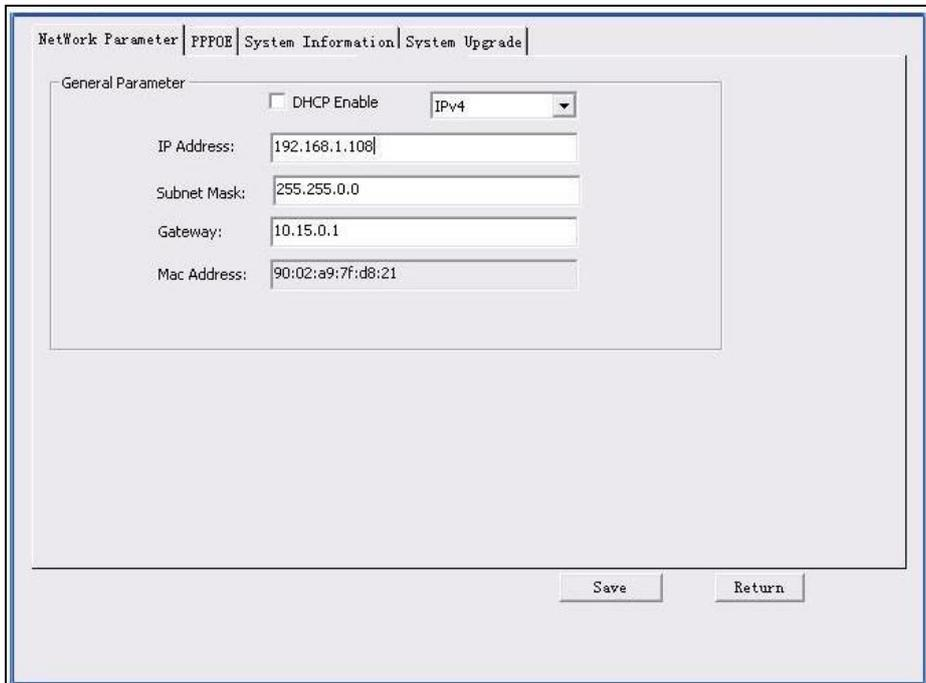 NetWork Parameter PPPOE System Information System Upgrade
General Parameter
DHCP Enable IPv4
IP Address: 192.168.1.108
Subnet Mask: 255.255.0.0
Gateway: 10.15.0.1
Mac Address: 90:02:a9:7f:d8:21
Save Return